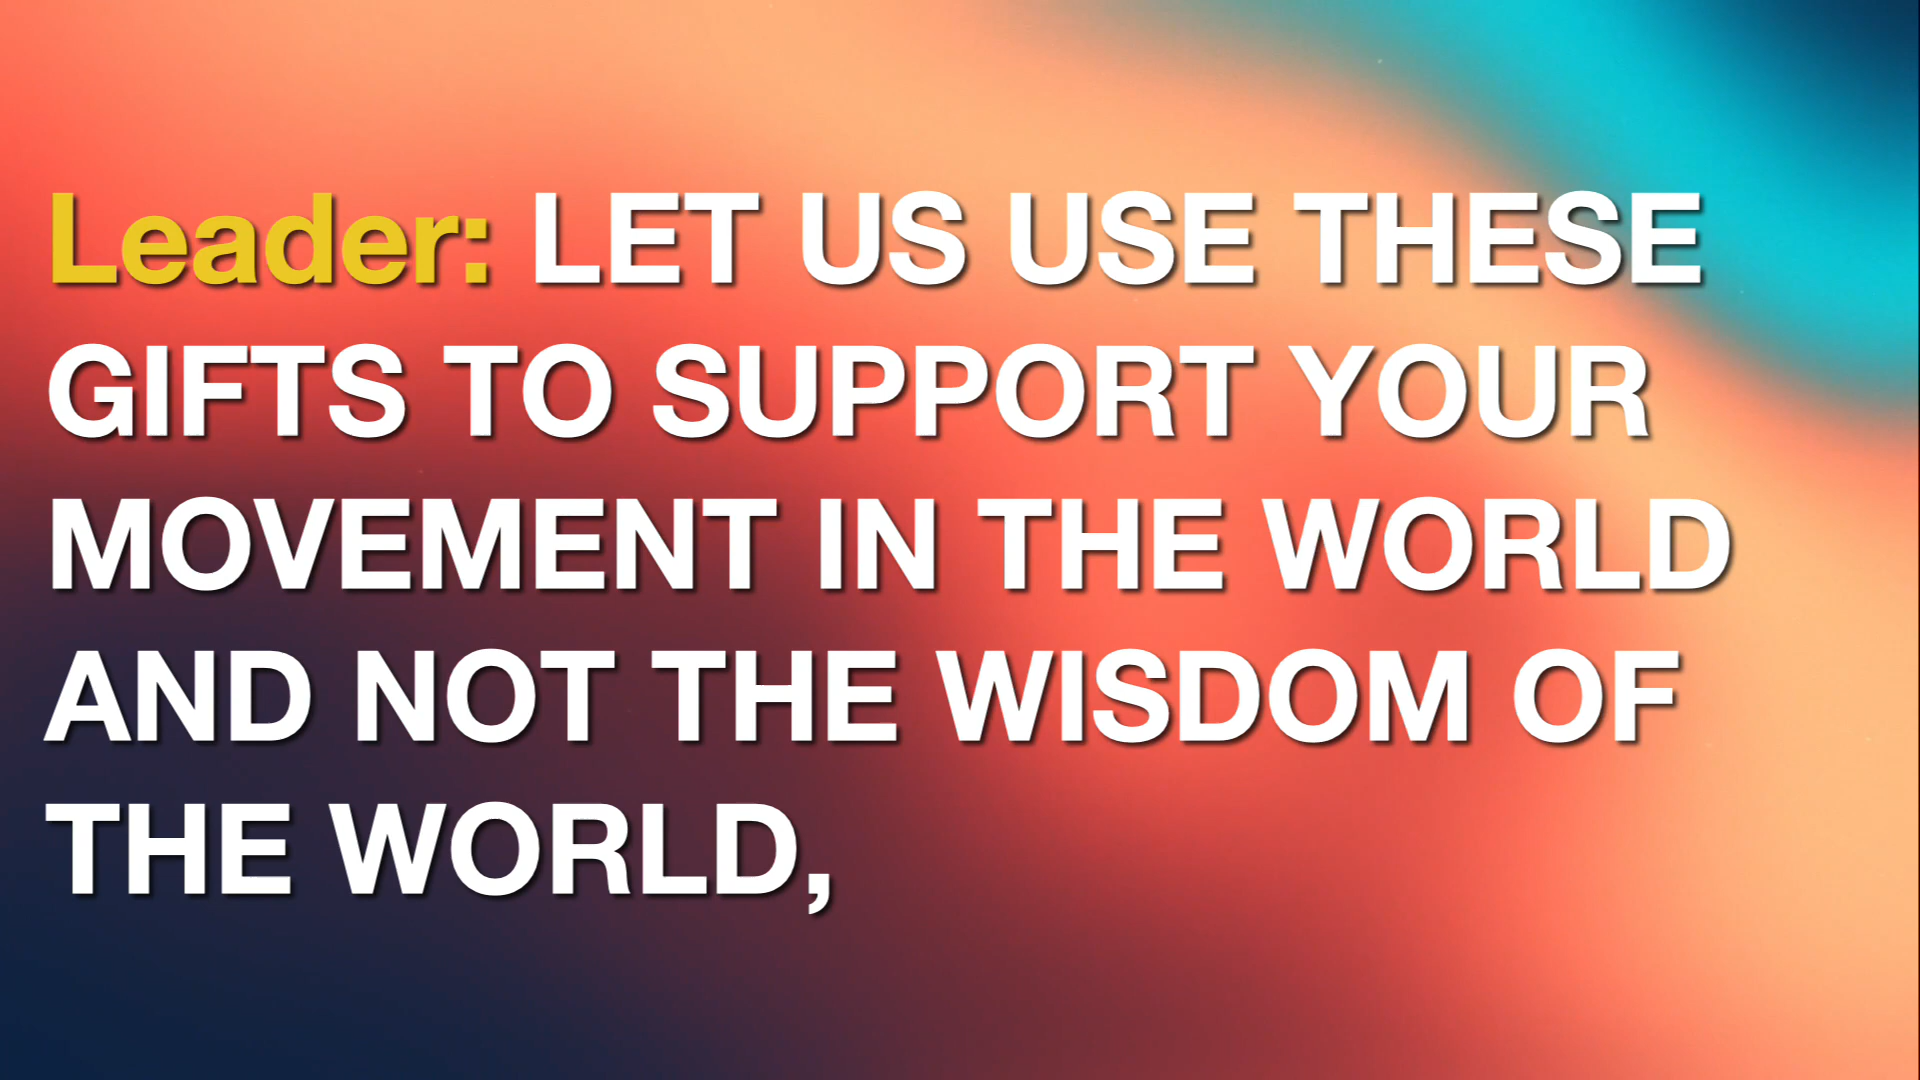 Leader: LET US USE THESE
GIFTS TO SUPPORT YOUR
MOVEMENT IN THE WORLD
AND NOT THE WISDOM OF
THE WORLD,